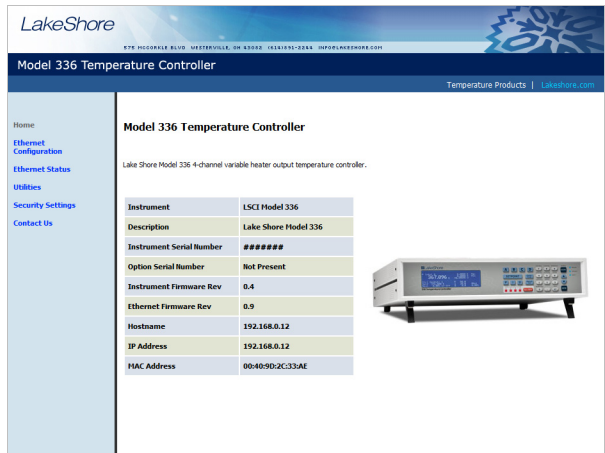 LakeShore
575 MCCORKLE BLVD WESTERVILLE, OH 43082 (614)891-2244 INFO@LAKESHORE.COM
Model 336 Temperature Controller
Temperature Products | Lakeshore.com
Home
Ethernet
Configuration
Ethernet Status
Utilities
Security Settings
Contact Us
Model 336 Temperature Controller
Lake Shore Model 336 4-channel variable heater output temperature controller.
Instrument LSCI Model 336
Description Lake Shore Model 336
Instrument Serial Number #######
Option Serial Number Not Present
Instrument Firmware Rev 0.4
Ethernet Firmware Rev 0.9
Hostname 192.168.0.12
IP Address 192.168.0.12
MAC Address 00:40:9D:2C:33:AE
LakeShore